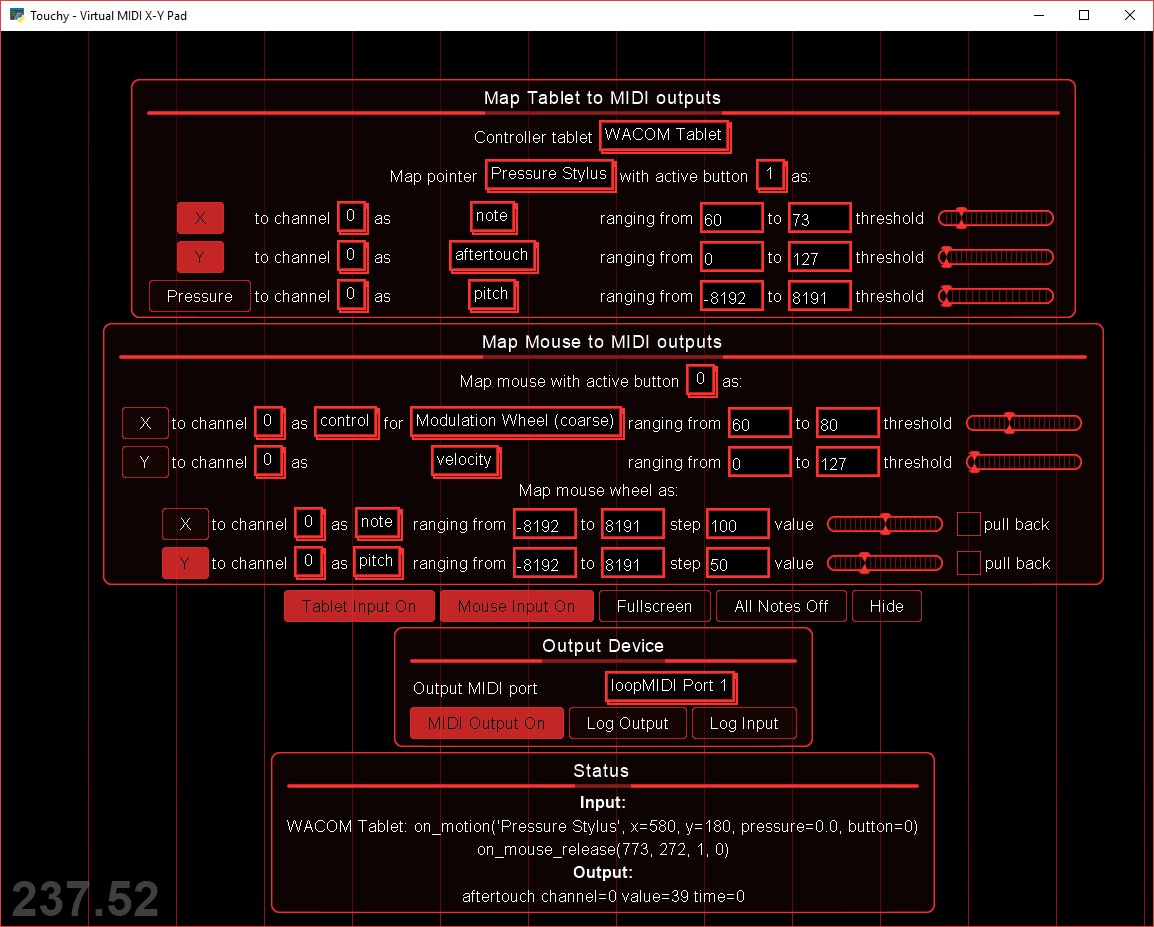 Touchy - Virtual MIDI X-Y Pad
Map Tablet to MIDI outputs
Controller tablet WACOM Tablet
Map pointer Pressure Stylus with active button 1 as:
X to channel 0 as note ranging from 60 to 73 threshold
Y to channel 0 as aftertouch ranging from 0 to 127 threshold
Pressure to channel 0 as pitch ranging from -8192 to 8191 threshold
Map Mouse to MIDI outputs
Map mouse with active button 0 as:
X to channel 0 as control for Modulation Wheel (coarse) ranging from 60 to 80 threshold
Y to channel 0 as velocity ranging from 0 to 127 threshold
Map mouse wheel as:
X to channel 0 as note ranging from -8192 to 8191 step 100 value pull back
Y to channel 0 as pitch ranging from -8192 to 8191 step 50 value pull back
Tablet Input On Mouse Input On Fullscreen All Notes Off Hide
Output Device
Output MIDI port loopMIDI Port 1
MIDI Output On Log Output Log Input
Status
Input:
WACOM Tablet: on_motion('Pressure Stylus', x=580, y=180, pressure=0.0, button=0)
on_mouse_release(773, 272, 1, 0)
Output:
aftertouch channel=0 value=39 time=0
237.52